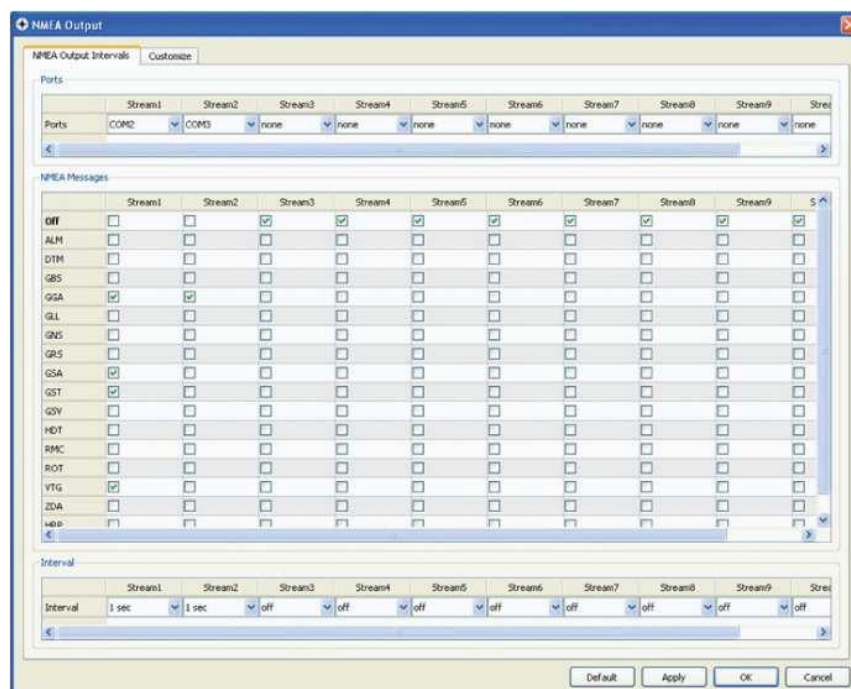 NMEA Output
NMEA Output Intervals Customize
Ports
Stream1 Stream2 Stream3 Stream4 Stream5 Stream6 Stream7 Stream8 Stream9 Strea
Ports COM2 COM3 none none none none none none none none
NMEA Messages
Stream1 Stream2 Stream3 Stream4 Stream5 Stream6 Stream7 Stream8 Stream9 S
Off
ALM
DTM
GBS
GGA
GLL
GNS
GRS
GSA
GST
GSV
HDT
RMC
ROT
VTG
ZDA
HRP
Interval
Stream1 Stream2 Stream3 Stream4 Stream5 Stream6 Stream7 Stream8 Stream9 Strea
Interval 1 sec 1 sec off off off off off off off off
Default Apply OK Cancel